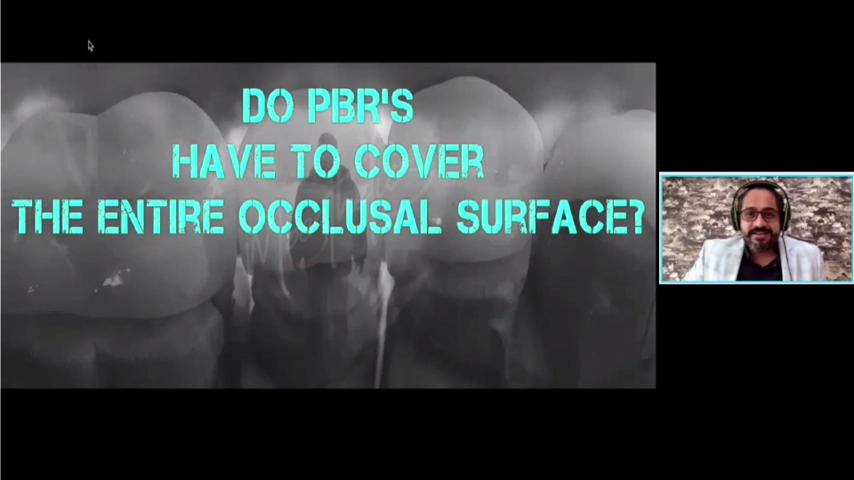 DO PBR'S
HAVE TO COVER
THE ENTIRE OCCLUSAL SURFACE?